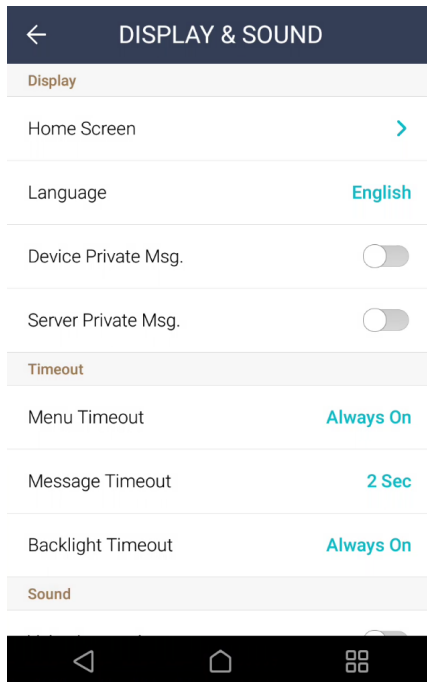 DISPLAY & SOUND
Display
Home Screen
Language English
Device Private Msg.
Server Private Msg.
Timeout
Menu Timeout Always On
Message Timeout 2 Sec
Backlight Timeout Always On
Sound